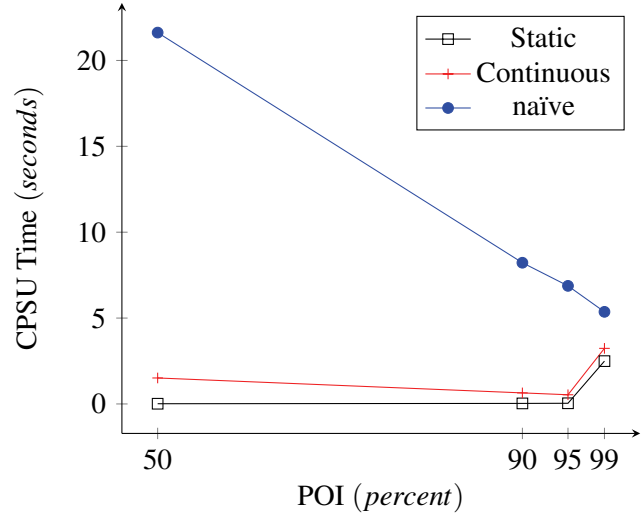 Static
Continuous
naïve
20
15
10
5
0
CPSU Time (seconds)
50 90 95 99
POI (percent)